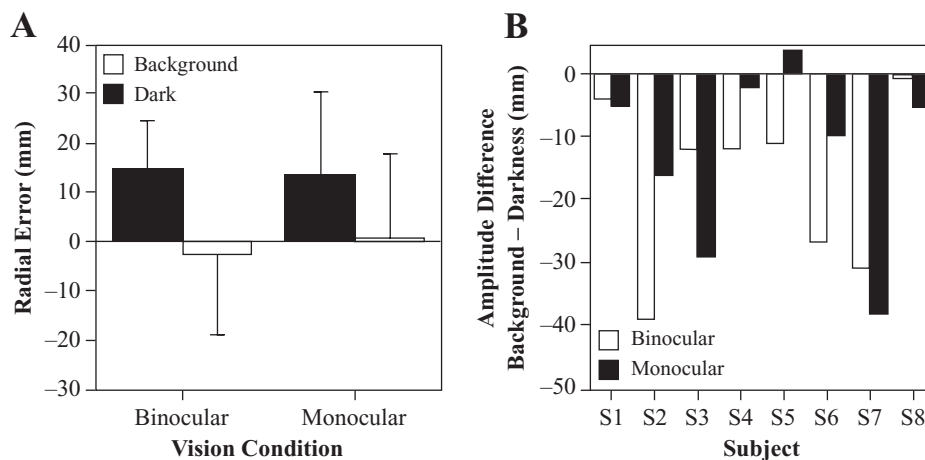 A
Radial Error (mm)
40
30
20
10
0
–10
–20
–30
Background
Dark
Binocular Monocular
Vision Condition
B
Amplitude Difference
Background – Darkness (mm)
0
–10
–20
–30
–40
–50
Binocular
Monocular
S1 S2 S3 S4 S5 S6 S7 S8
Subject